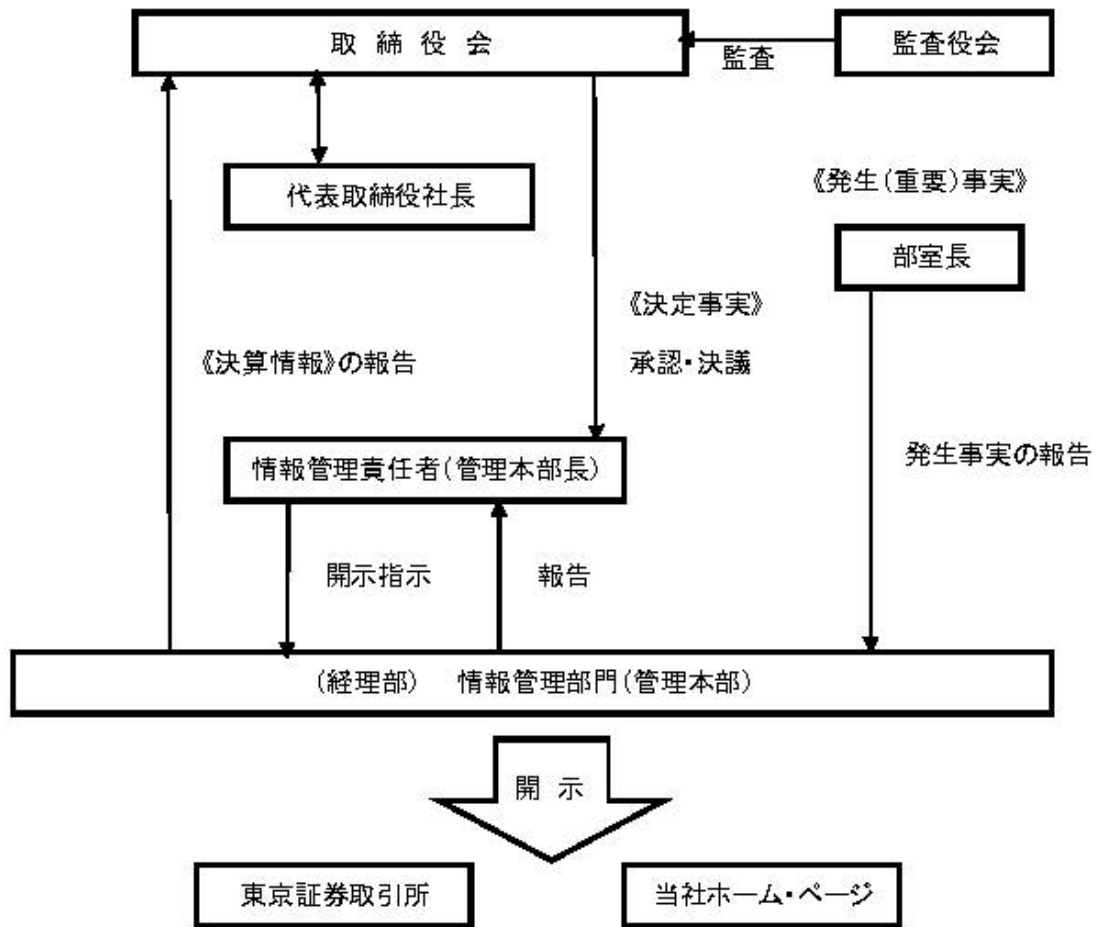 取 締 役 会
監査
監査役会
代表取締役社長
《発生(重要)事実》
部室長
《決定事実》
承認・決議
《決算情報》の報告
発生事実の報告
情報管理責任者(管理本部長)
開示指示
報告
(経理部) 情報管理部門(管理本部)
開 示
東京証券取引所
当社ホーム・ページ